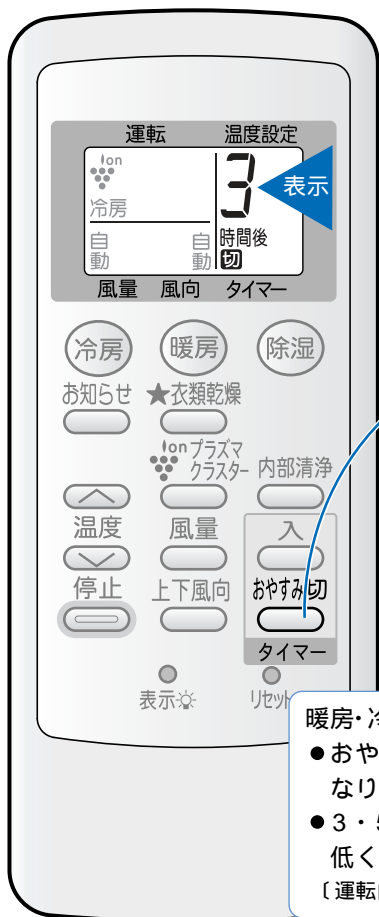 運転 温度設定
ion
3 表示
冷房
自動 自動 時間後 切
風量 風向 タイマー
冷房 暖房 除湿
お知らせ ★衣類乾燥
ion プラズマクラスター 内部清浄
温度 風量 入
停止 上下風向 おやすみ切
タイマー
表示 リセット
暖房・冷
●おや
なり
●3・5
低く
〔運転